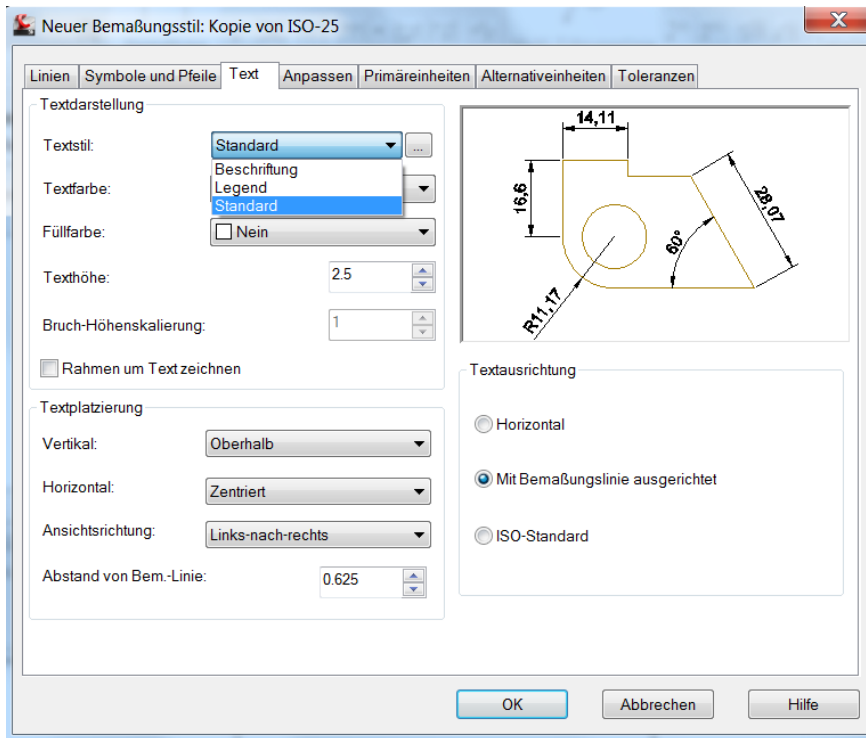 Neuer Bemaßungsstil: Kopie von ISO-25
Linien Symbole und Pfeile Text Anpassen Primäreinheiten Alternativeinheiten Toleranzen
Textdarstellung
Textstil: Standard ...
Beschriftung
Legend
Standard
Textfarbe:
Füllfarbe: Nein
Texthöhe: 2.5
Bruch-Höhenskalierung: 1
Rahmen um Text zeichnen
14,11
16,6
28,07
60°
R11,17
Textplatzierung
Vertikal: Oberhalb
Horizontal: Zentriert
Ansichtsrichtung: Links-nach-rechts
Abstand von Bem.-Linie: 0.625
Textausrichtung
Horizontal
Mit Bemaßungslinie ausgerichtet
ISO-Standard
OK Abbrechen Hilfe